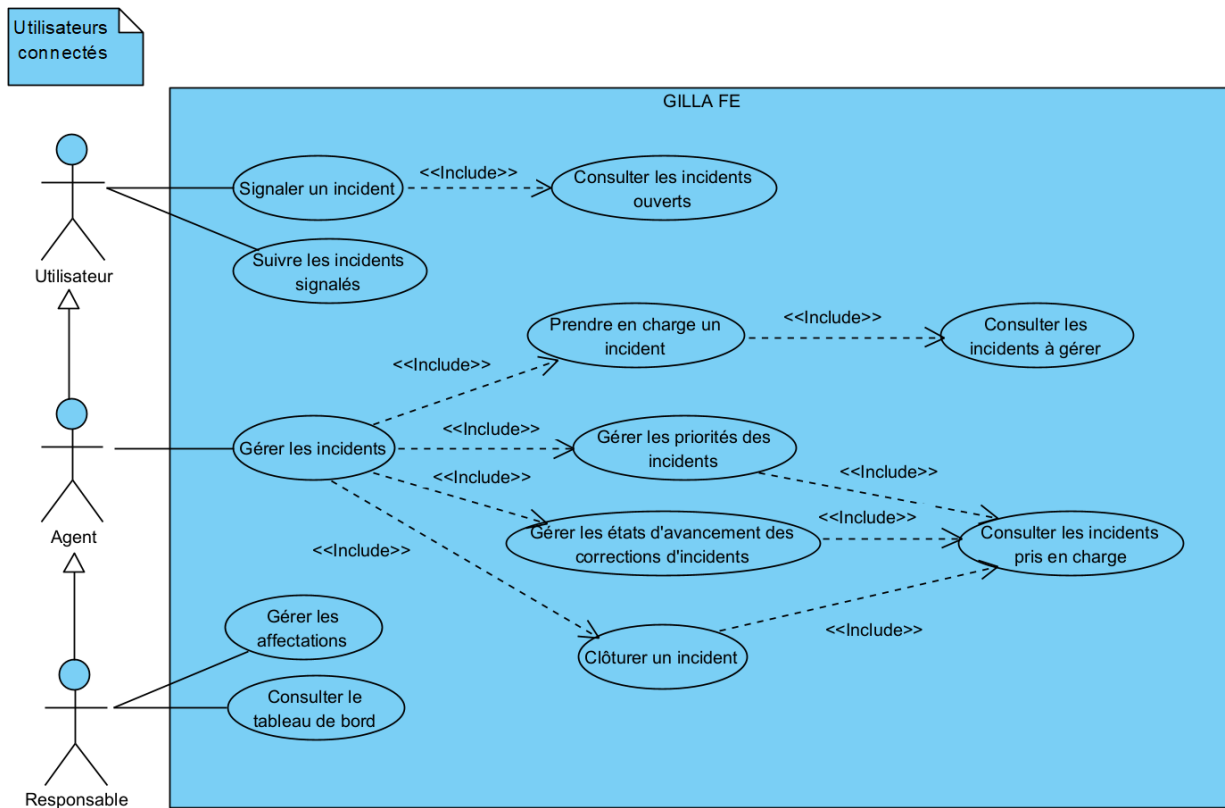 Utilisateurs
connectés
GILLA FE
Signaler un incident
<<Include>>
Consulter les incidents
ouverts
Suivre les incidents
signalés
Utilisateur
Prendre en charge un
incident
<<Include>>
Consulter les
incidents à gérer
<<Include>>
Gérer les incidents
<<Include>>
Gérer les priorités des
incidents
<<Include>>
<<Include>>
Gérer les états d'avancement des
corrections d'incidents
<<Include>>
Consulter les incidents
pris en charge
Agent
<<Include>>
Gérer les
affectations
Clôturer un incident
<<Include>>
Consulter le
tableau de bord
Responsable